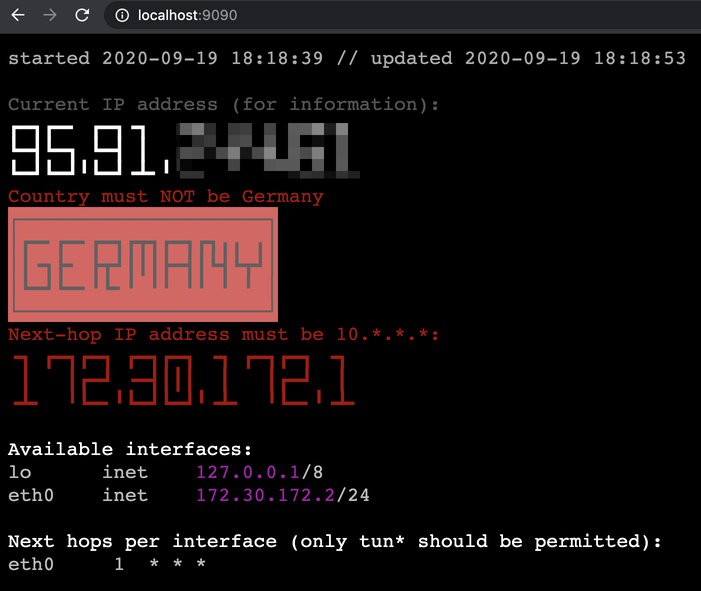 localhost:9090
started 2020-09-19 18:18:39 // updated 2020-09-19 18:18:53
Current IP address (for information):
95.91.
Country must NOT be Germany
GERMANY
Next-hop IP address must be 10.*.*.*:
172.30.172.1
Available interfaces:
lo inet 127.0.0.1/8
eth0 inet 172.30.172.2/24
Next hops per interface (only tun* should be permitted):
eth0 1 * * *